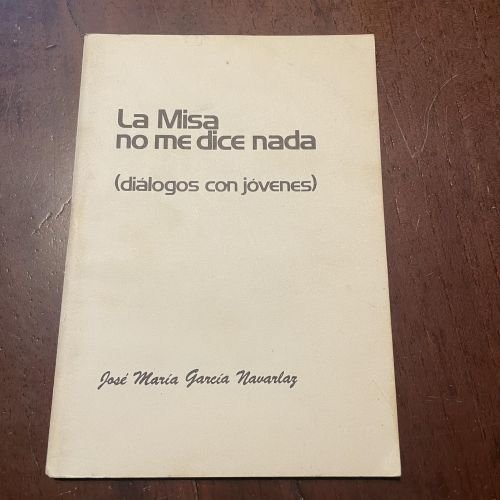 La Misa
no me dice nada
(diálogos con jóvenes)
José María García Navarlaz